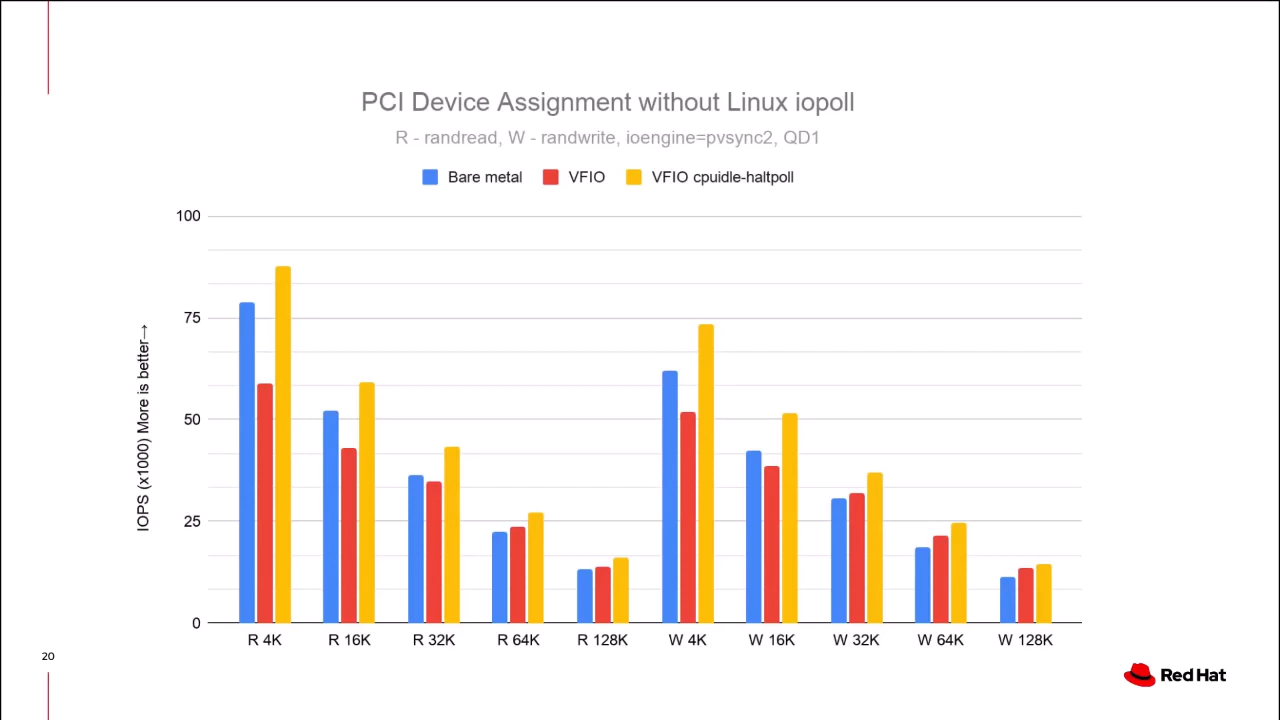 PCI Device Assignment without Linux iopoll
R - randread, W - randwrite, ioengine=pvsync2, QD1
Bare metal VFIO VFIO cpuidle-haltpoll
IOPS (x1000) More is better→
100
75
50
25
0
R 4K R 16K R 32K R 64K R 128K W 4K W 16K W 32K W 64K W 128K
20
Red Hat